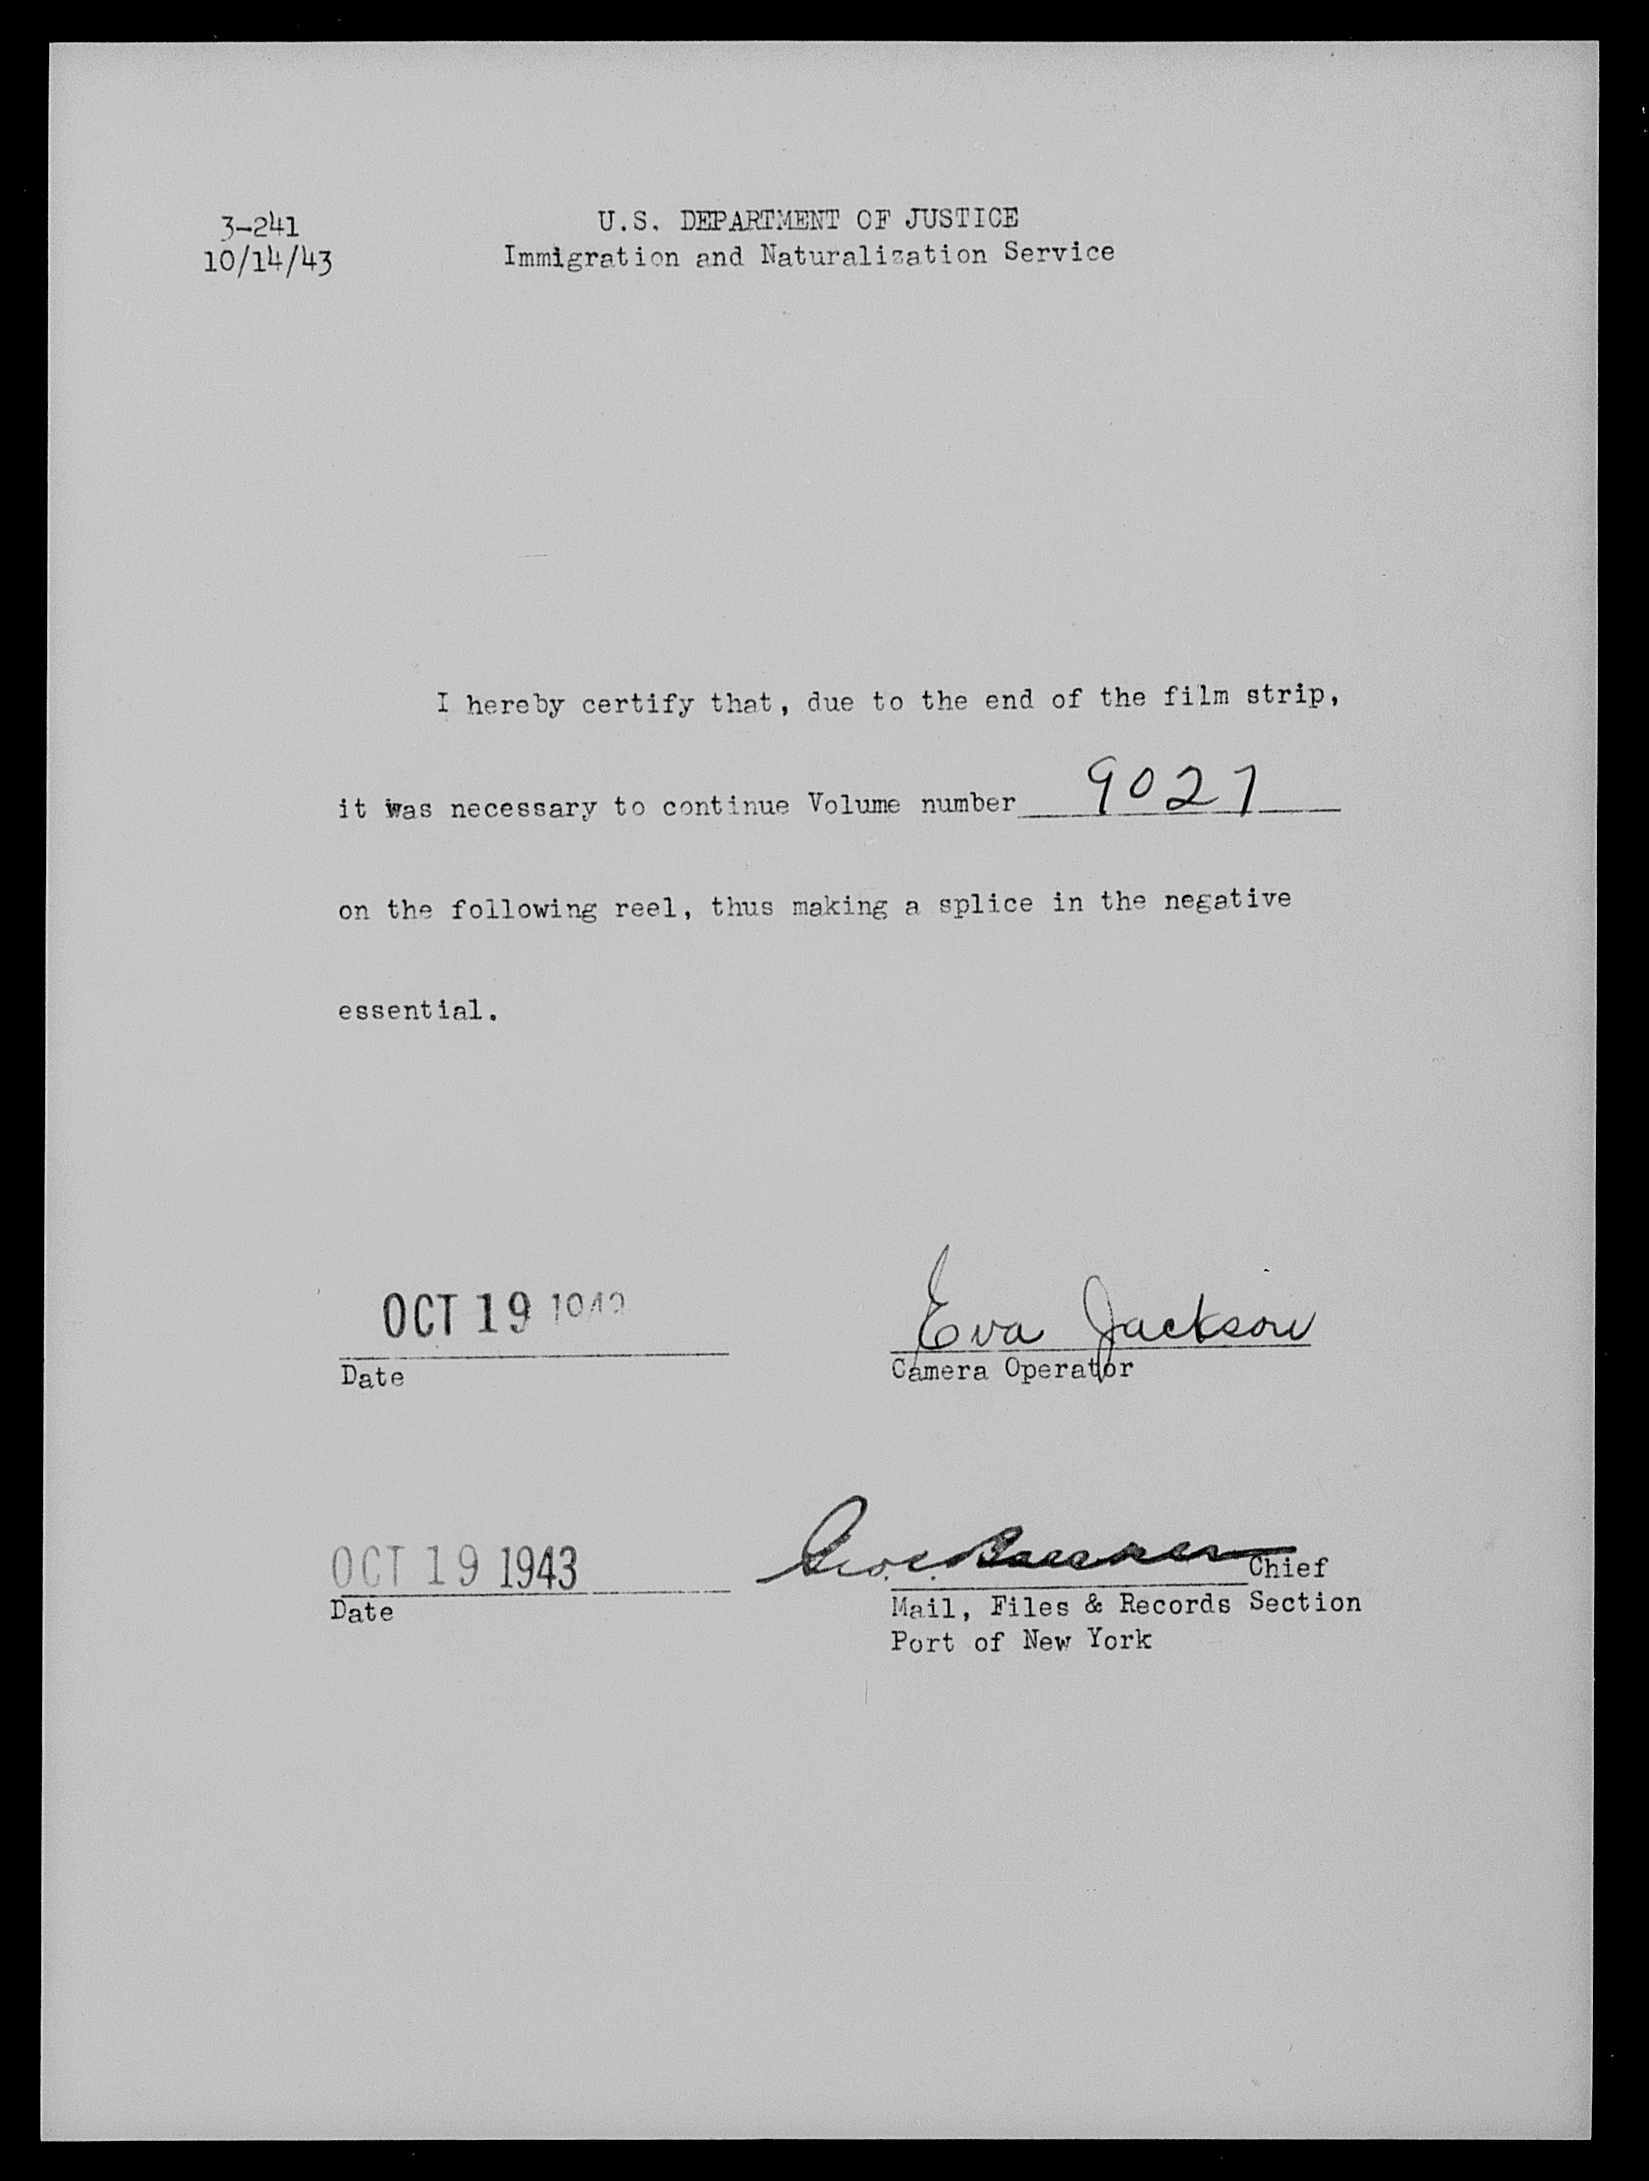 3-241
10/14/43
U.S. DEPARTMENT OF JUSTICE
Immigration and Naturalization Service
I hereby certify that, due to the end of the film strip,
it was necessary to continue Volume number 9027
on the following reel, thus making a splice in the negative
essential.
OCT 19
Date
Eva Jackson
Camera Operator
OCT 19 1943
Date
Chief
Mail, Files & Records Section
Port of New York